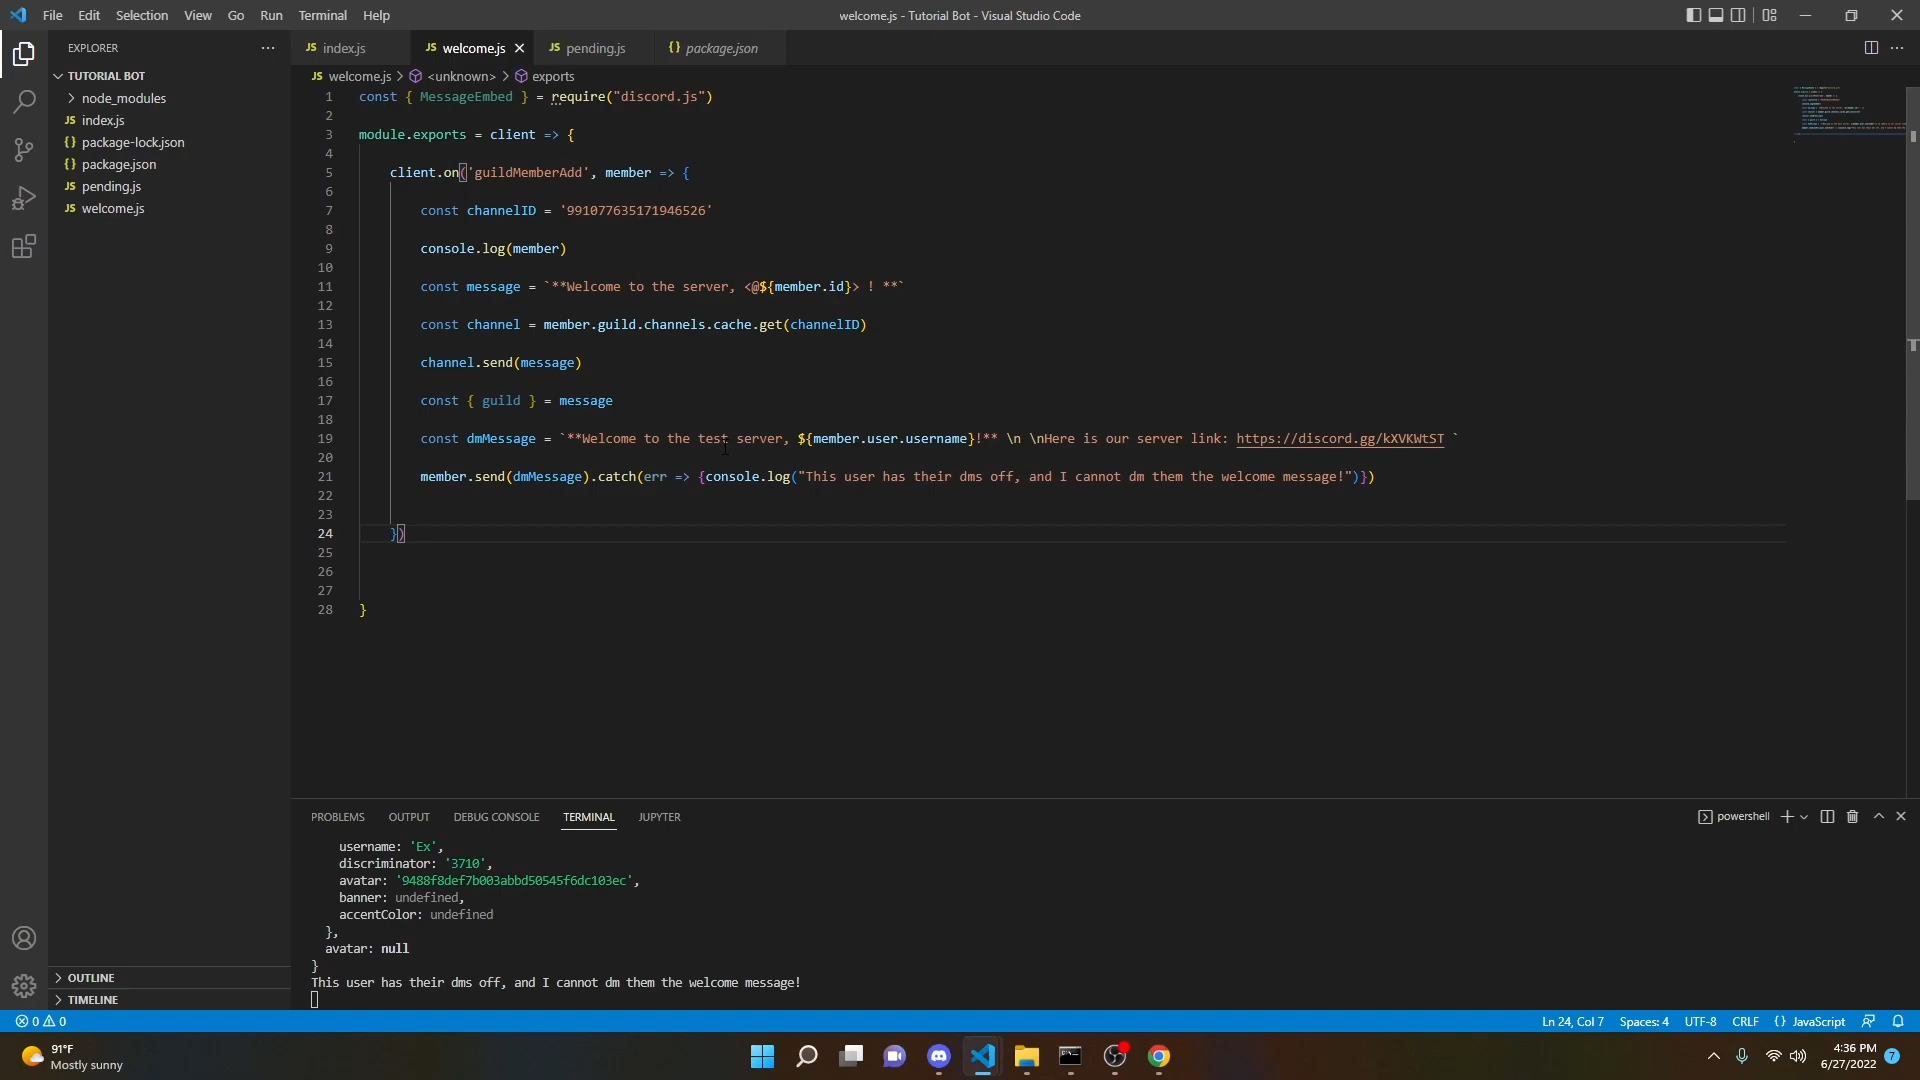 File Edit Selection View Go Run Terminal Help
welcome.js - Tutorial Bot - Visual Studio Code
EXPLORER
TUTORIAL BOT
node_modules
JS index.js
{} package-lock.json
{} package.json
JS pending.js
JS welcome.js
OUTLINE
TIMELINE
JS index.js JS welcome.js JS pending.js {} package.json
JS welcome.js > <unknown> > exports
1 const { MessageEmbed } = require("discord.js")
2
3 module.exports = client => {
4
5 client.on('guildMemberAdd', member => {
6
7 const channelID = '991077635171946526'
8
9 console.log(member)
10
11 const message = `**Welcome to the server, <@${member.id}> ! **`
12
13 const channel = member.guild.channels.cache.get(channelID)
14
15 channel.send(message)
16
17 const { guild } = message
18
19 const dmMessage = `**Welcome to the test server, ${member.user.username}!** \n \nHere is our server link: https://discord.gg/kXVKWtST `
20
21 member.send(dmMessage).catch(err => {console.log("This user has their dms off, and I cannot dm them the welcome message!")})
22
23
24 })
25
26
27
28 }
PROBLEMS OUTPUT DEBUG CONSOLE TERMINAL JUPYTER
powershell
username: 'Ex',
discriminator: '3710',
avatar: '9488f8def7b003abbd50545f6dc103ec',
banner: undefined,
accentColor: undefined
},
avatar: null
}
This user has their dms off, and I cannot dm them the welcome message!
0 0
Ln 24, Col 7 Spaces: 4 UTF-8 CRLF {} JavaScript
91°F
Mostly sunny
4:36 PM
6/27/2022
7